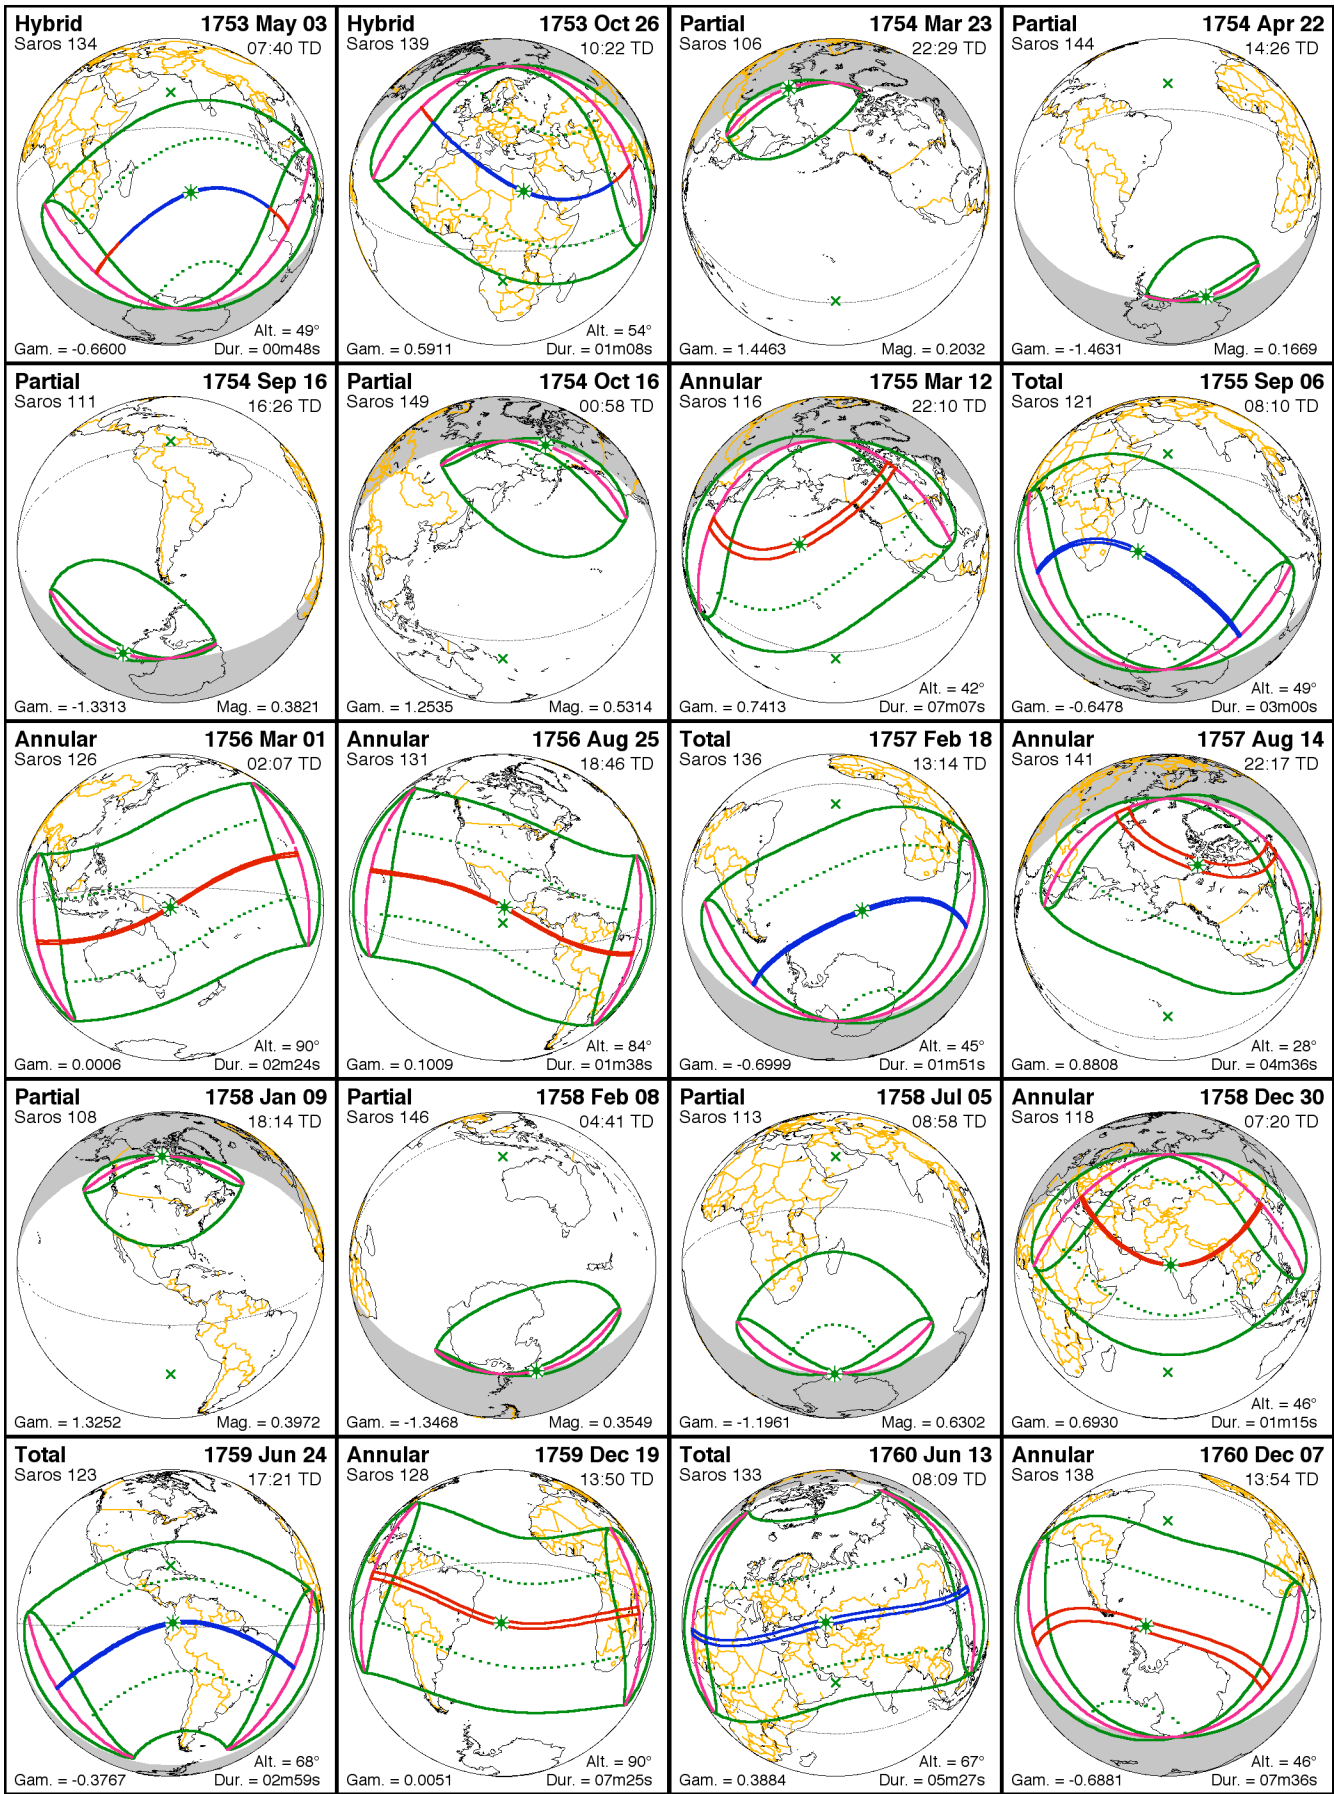 Hybrid 1753 May 03
Saros 134 07:40 TD
Alt. = 49°
Gam. = -0.6600 Dur. = 00m48s
Hybrid 1753 Oct 26
Saros 139 10:22 TD
Alt. = 54°
Gam. = 0.5911 Dur. = 01m08s
Partial 1754 Mar 23
Saros 106 22:29 TD
Gam. = 1.4463 Mag. = 0.2032
Partial 1754 Apr 22
Saros 144 14:26 TD
Gam. = -1.4631 Mag. = 0.1669
Partial 1754 Sep 16
Saros 111 16:26 TD
Gam. = -1.3313 Mag. = 0.3821
Partial 1754 Oct 16
Saros 149 00:58 TD
Gam. = 1.2535 Mag. = 0.5314
Annular 1755 Mar 12
Saros 116 22:10 TD
Alt. = 42°
Gam. = 0.7413 Dur. = 07m07s
Total 1755 Sep 06
Saros 121 08:10 TD
Alt. = 49°
Gam. = -0.6478 Dur. = 03m00s
Annular 1756 Mar 01
Saros 126 02:07 TD
Alt. = 90°
Gam. = 0.0006 Dur. = 02m24s
Annular 1756 Aug 25
Saros 131 18:46 TD
Alt. = 84°
Gam. = 0.1009 Dur. = 01m38s
Total 1757 Feb 18
Saros 136 13:14 TD
Alt. = 45°
Gam. = -0.6999 Dur. = 01m51s
Annular 1757 Aug 14
Saros 141 22:17 TD
Alt. = 28°
Gam. = 0.8808 Dur. = 04m36s
Partial 1758 Jan 09
Saros 108 18:14 TD
Gam. = 1.3252 Mag. = 0.3972
Partial 1758 Feb 08
Saros 146 04:41 TD
Gam. = -1.3468 Mag. = 0.3549
Partial 1758 Jul 05
Saros 113 08:58 TD
Gam. = -1.1961 Mag. = 0.6302
Annular 1758 Dec 30
Saros 118 07:20 TD
Alt. = 46°
Gam. = 0.6930 Dur. = 01m15s
Total 1759 Jun 24
Saros 123 17:21 TD
Alt. = 68°
Gam. = -0.3767 Dur. = 02m59s
Annular 1759 Dec 19
Saros 128 13:50 TD
Alt. = 90°
Gam. = 0.0051 Dur. = 07m25s
Total 1760 Jun 13
Saros 133 08:09 TD
Alt. = 67°
Gam. = 0.3884 Dur. = 05m27s
Annular 1760 Dec 07
Saros 138 13:54 TD
Alt. = 46°
Gam. = -0.6881 Dur. = 07m36s